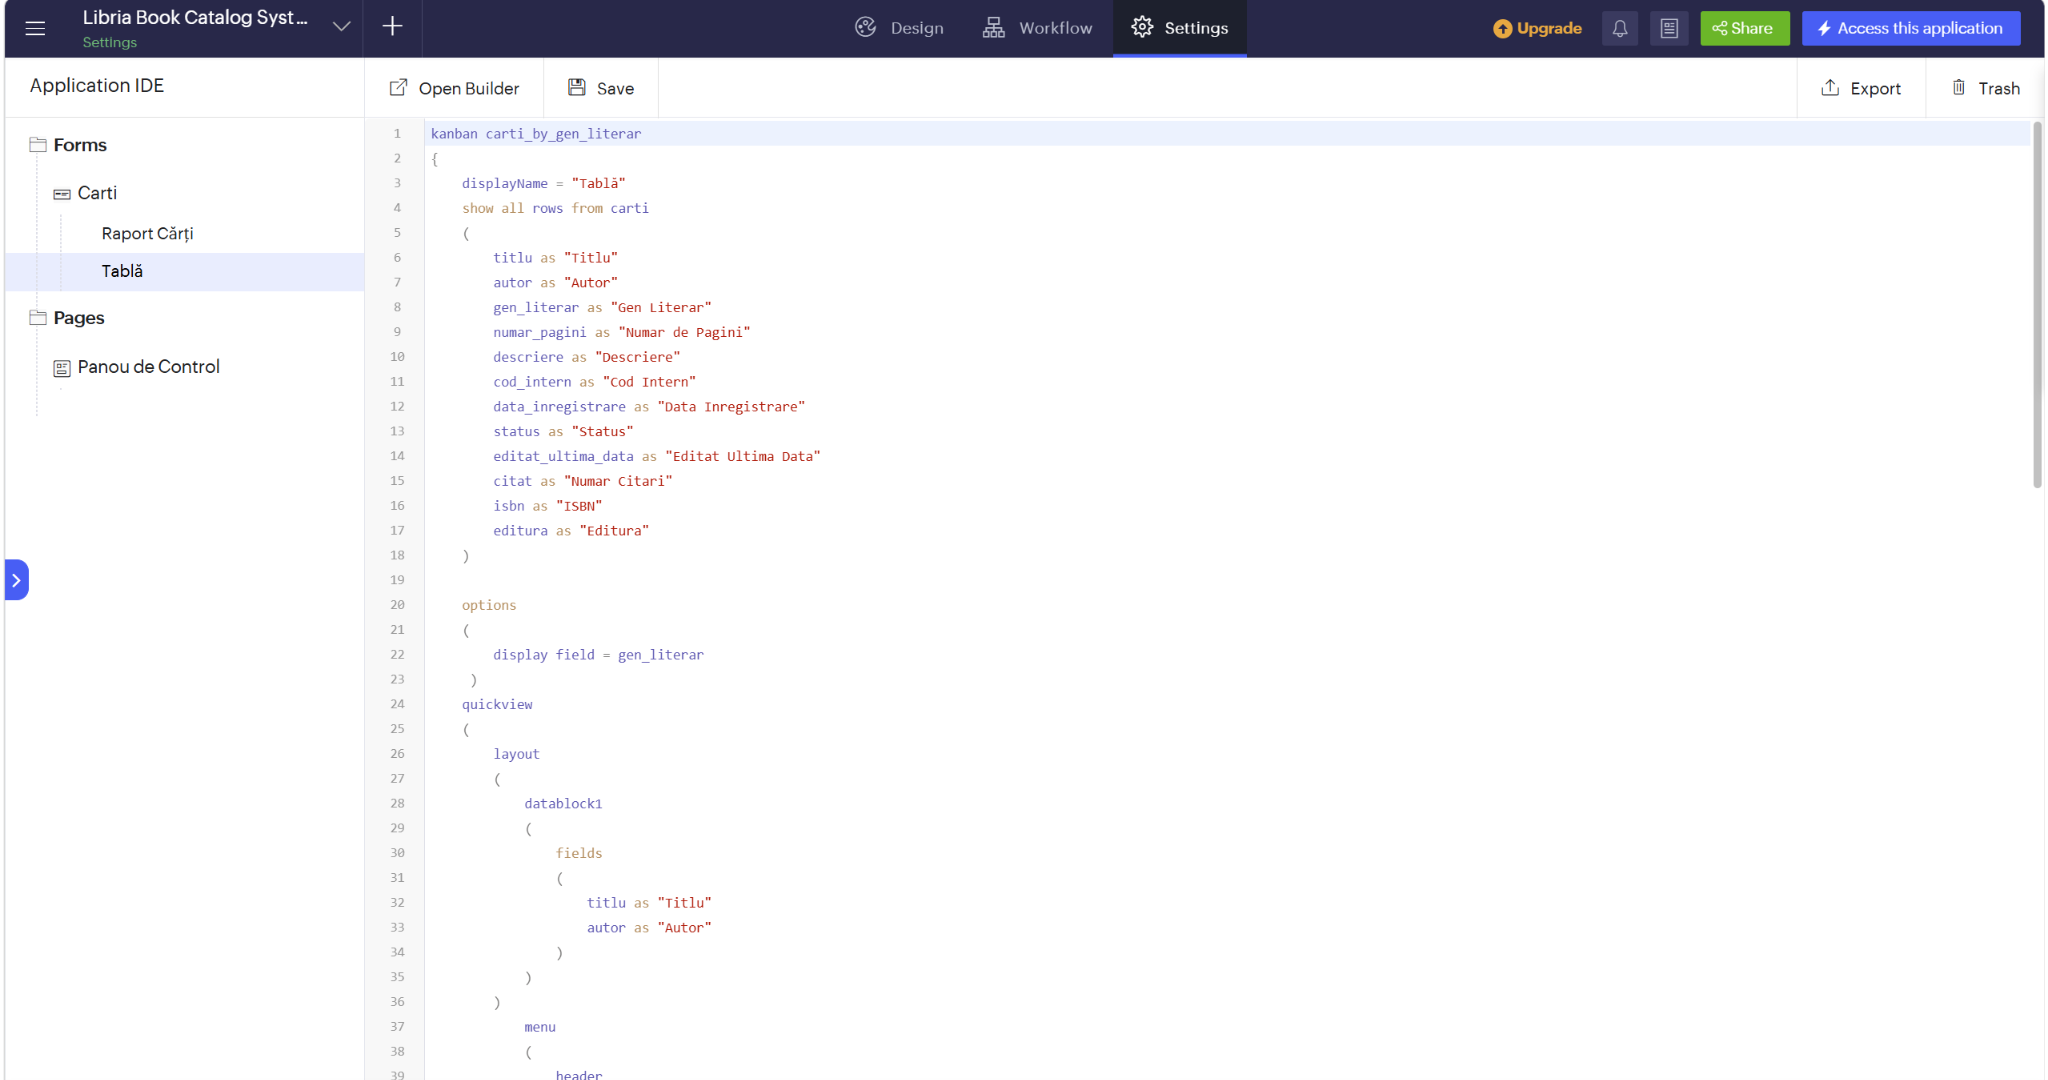 Libria Book Catalog Syst...
Settings
Design
Workflow
Settings
Upgrade
Share
Access this application
Application IDE
Open Builder
Save
Export
Trash
Forms
Carti
Raport Cărți
Tablă
Pages
Panou de Control
1 kanban carti_by_gen_literar
2 {
3 displayName = "Tablă"
4 show all rows from carti
5 (
6 titlu as "Titlu"
7 autor as "Autor"
8 gen_literar as "Gen Literar"
9 numar_pagini as "Numar de Pagini"
10 descriere as "Descriere"
11 cod_intern as "Cod Intern"
12 data_inregistrare as "Data Inregistrare"
13 status as "Status"
14 editat_ultima_data as "Editat Ultima Data"
15 citat as "Numar Citari"
16 isbn as "ISBN"
17 editura as "Editura"
18 )
19
20 options
21 (
22 display field = gen_literar
23 )
24 quickview
25 (
26 layout
27 (
28 datablock1
29 (
30 fields
31 (
32 titlu as "Titlu"
33 autor as "Autor"
34 )
35 )
36 )
37 menu
38 (
39 header